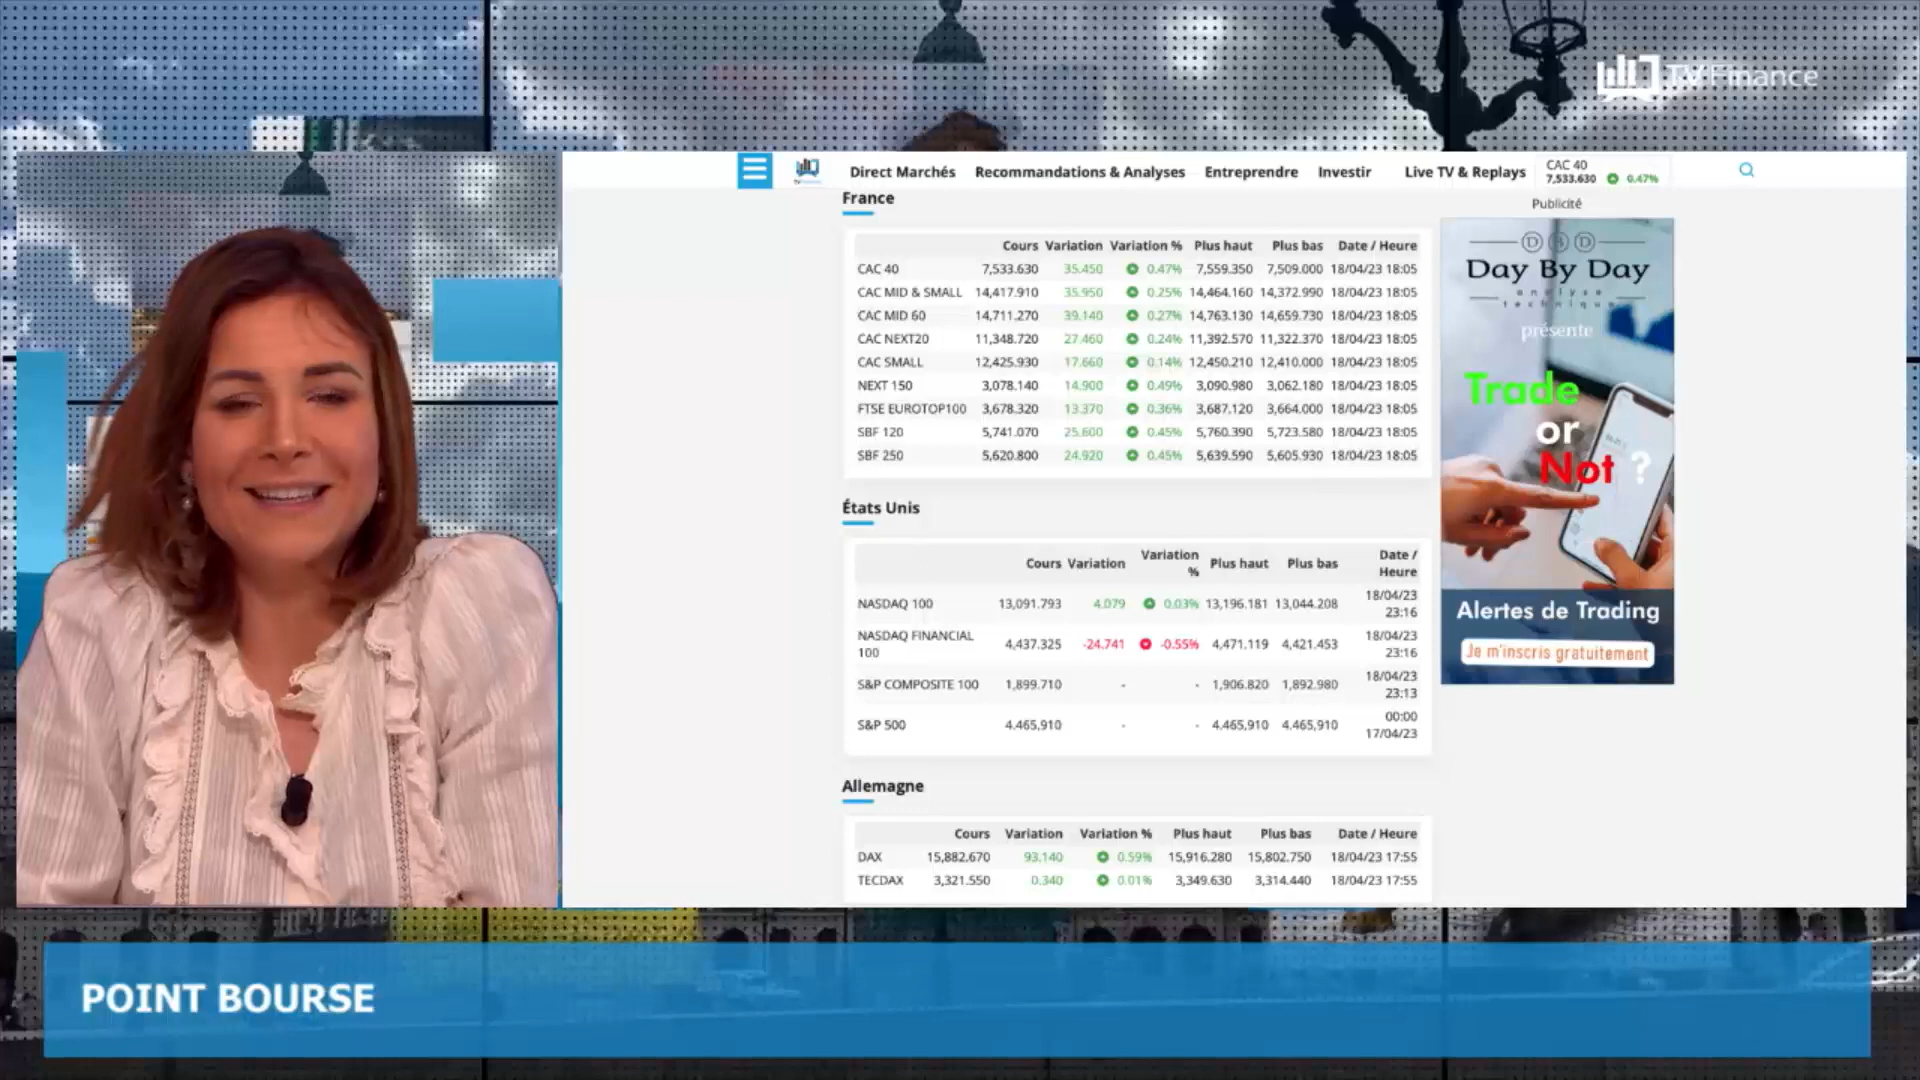 TV Finance
Direct Marchés Recommandations & Analyses Entreprendre Investir Live TV & Replays
CAC 40
7,533.630 0.47%
Publicité
France
Cours Variation Variation % Plus haut Plus bas Date / Heure
CAC 40 7,533.630 35.450 0.47% 7,559.350 7,509.000 18/04/23 18:05
CAC MID & SMALL 14,417.910 35.950 0.25% 14,464.160 14,372.990 18/04/23 18:05
CAC MID 60 14,711.270 39.140 0.27% 14,763.130 14,659.730 18/04/23 18:05
CAC NEXT20 11,348.720 27.460 0.24% 11,392.570 11,322.370 18/04/23 18:05
CAC SMALL 12,425.930 17.660 0.14% 12,450.210 12,410.000 18/04/23 18:05
NEXT 150 3,078.140 14.900 0.49% 3,090.980 3,062.180 18/04/23 18:05
FTSE EUROTOP100 3,678.320 13.370 0.36% 3,687.120 3,664.000 18/04/23 18:05
SBF 120 5,741.070 25.600 0.45% 5,760.390 5,723.580 18/04/23 18:05
SBF 250 5,620.800 24.920 0.45% 5,639.590 5,605.930 18/04/23 18:05
États Unis
Cours Variation Variation % Plus haut Plus bas Date / Heure
NASDAQ 100 13,091.793 4.079 0.03% 13,196.181 13,044.208 18/04/23 23:16
NASDAQ FINANCIAL 100 4,437.325 -24.741 -0.55% 4,471.119 4,421.453 18/04/23 23:16
S&P COMPOSITE 100 1,899.710 - - 1,906.820 1,892.980 18/04/23 23:13
S&P 500 4.465,910 - - 4.465,910 4.465,910 00:00 17/04/23
Allemagne
Cours Variation Variation % Plus haut Plus bas Date / Heure
DAX 15,882.670 93.140 0.59% 15,916.280 15,802.750 18/04/23 17:55
TECDAX 3,321.550 0.340 0.01% 3,349.630 3,314.440 18/04/23 17:55
D B D
Day By Day
analyse
technique
présente
Trade
or
Not ?
Alertes de Trading
Je m'inscris gratuitement
POINT BOURSE